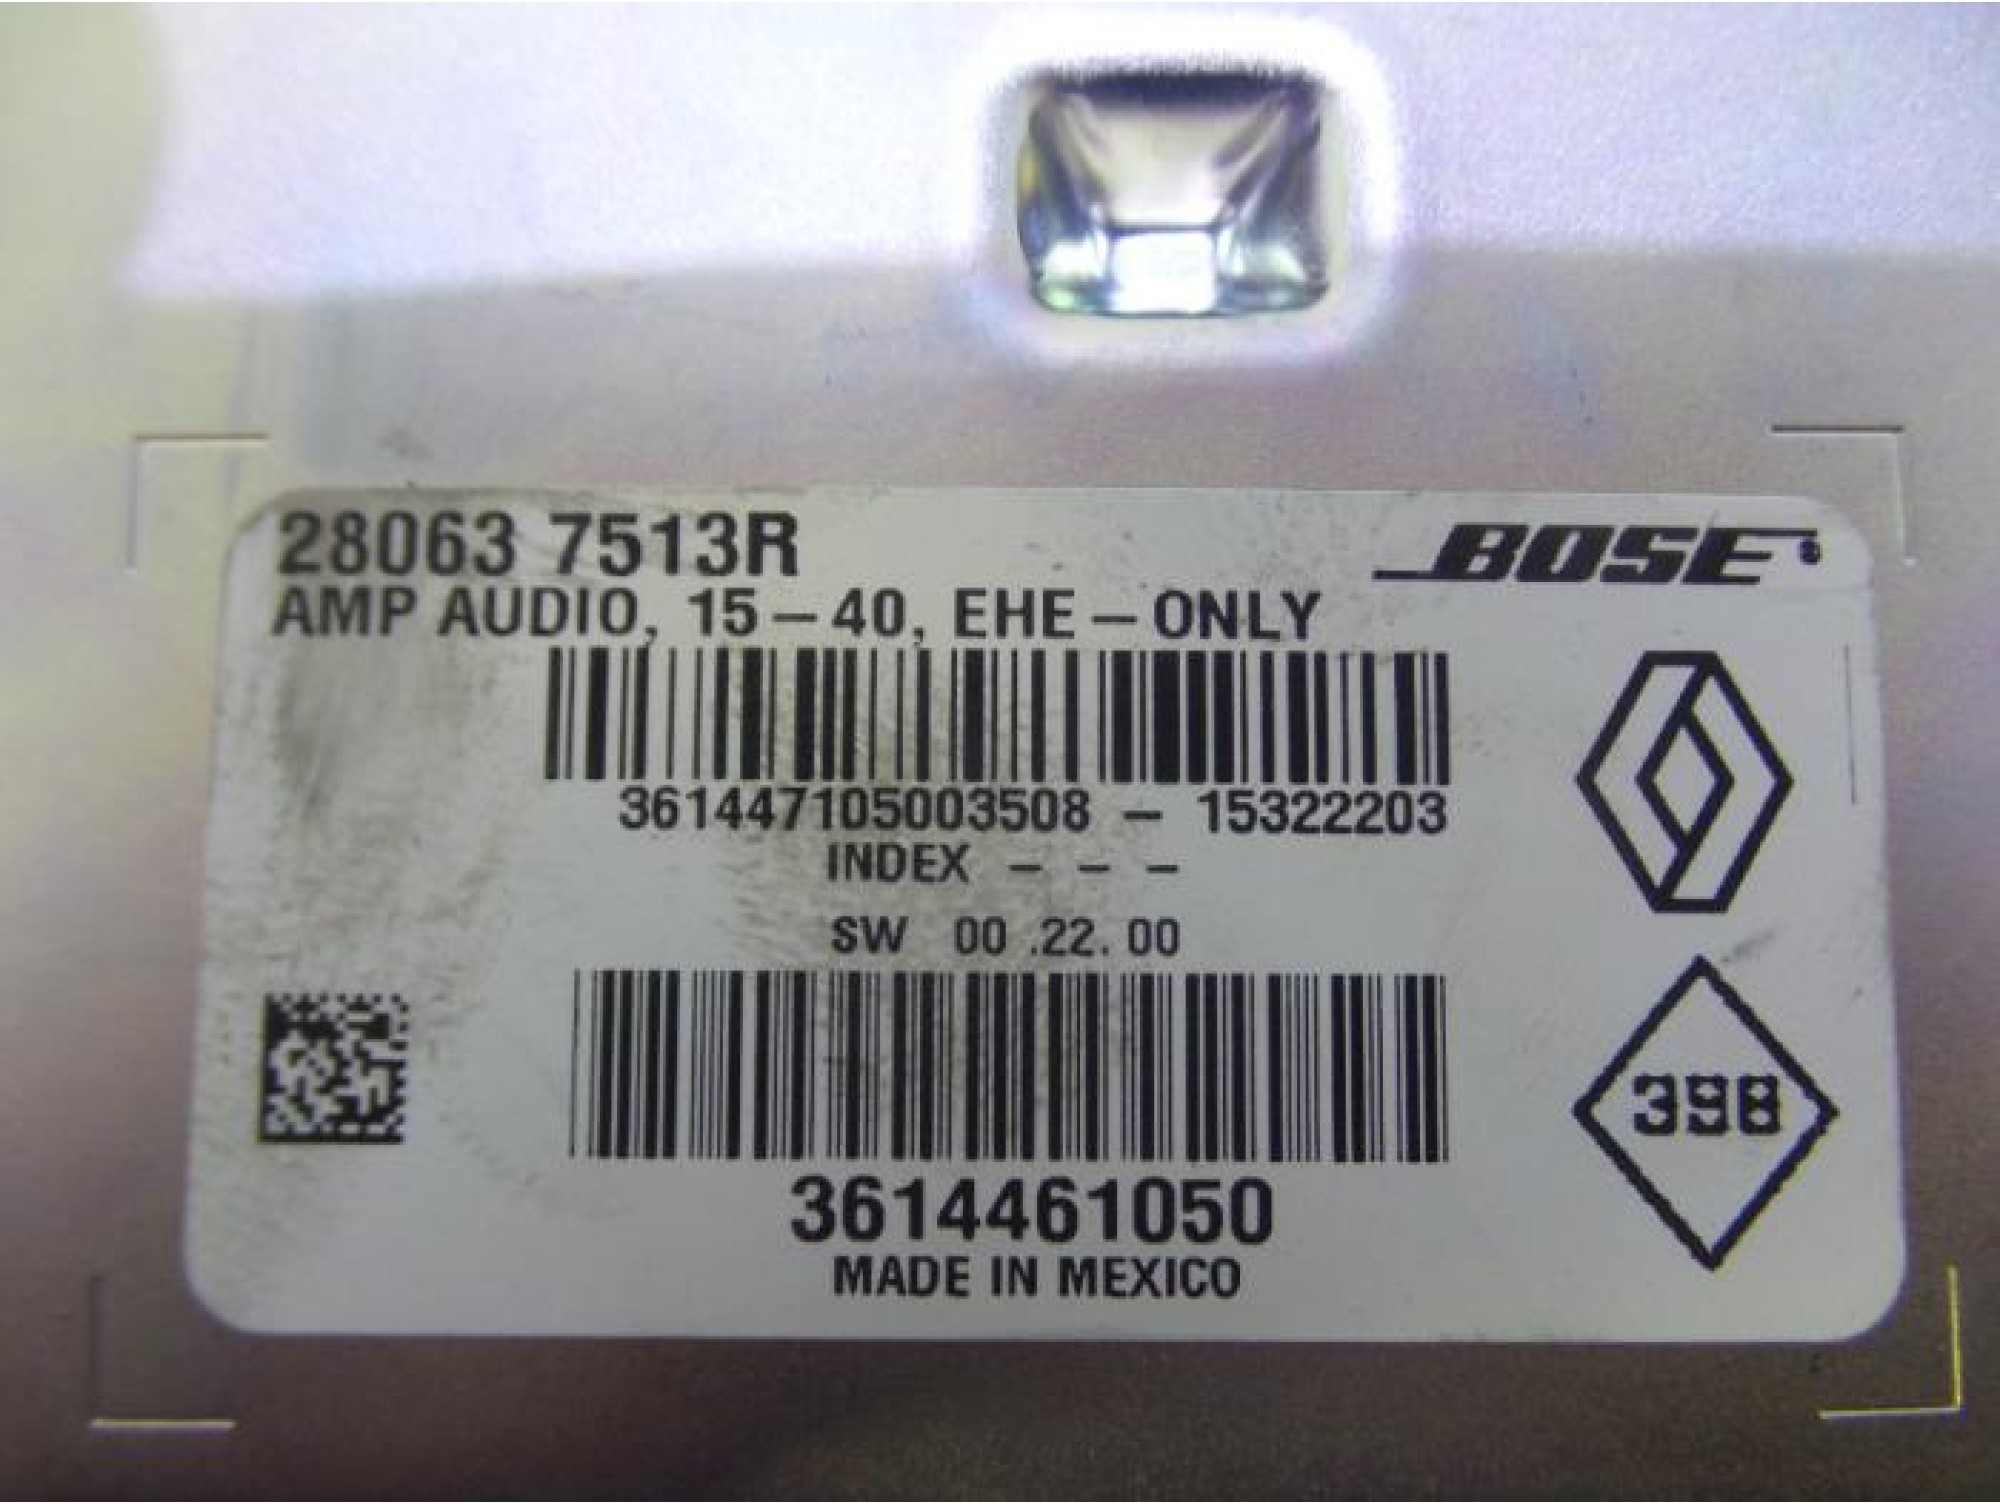 28063 7513R
BOSE®
AMP AUDIO, 15-40, EHE-ONLY
361447105003508 - 15322203
INDEX - - -
SW 00 .22. 00
398
3614461050
MADE IN MEXICO